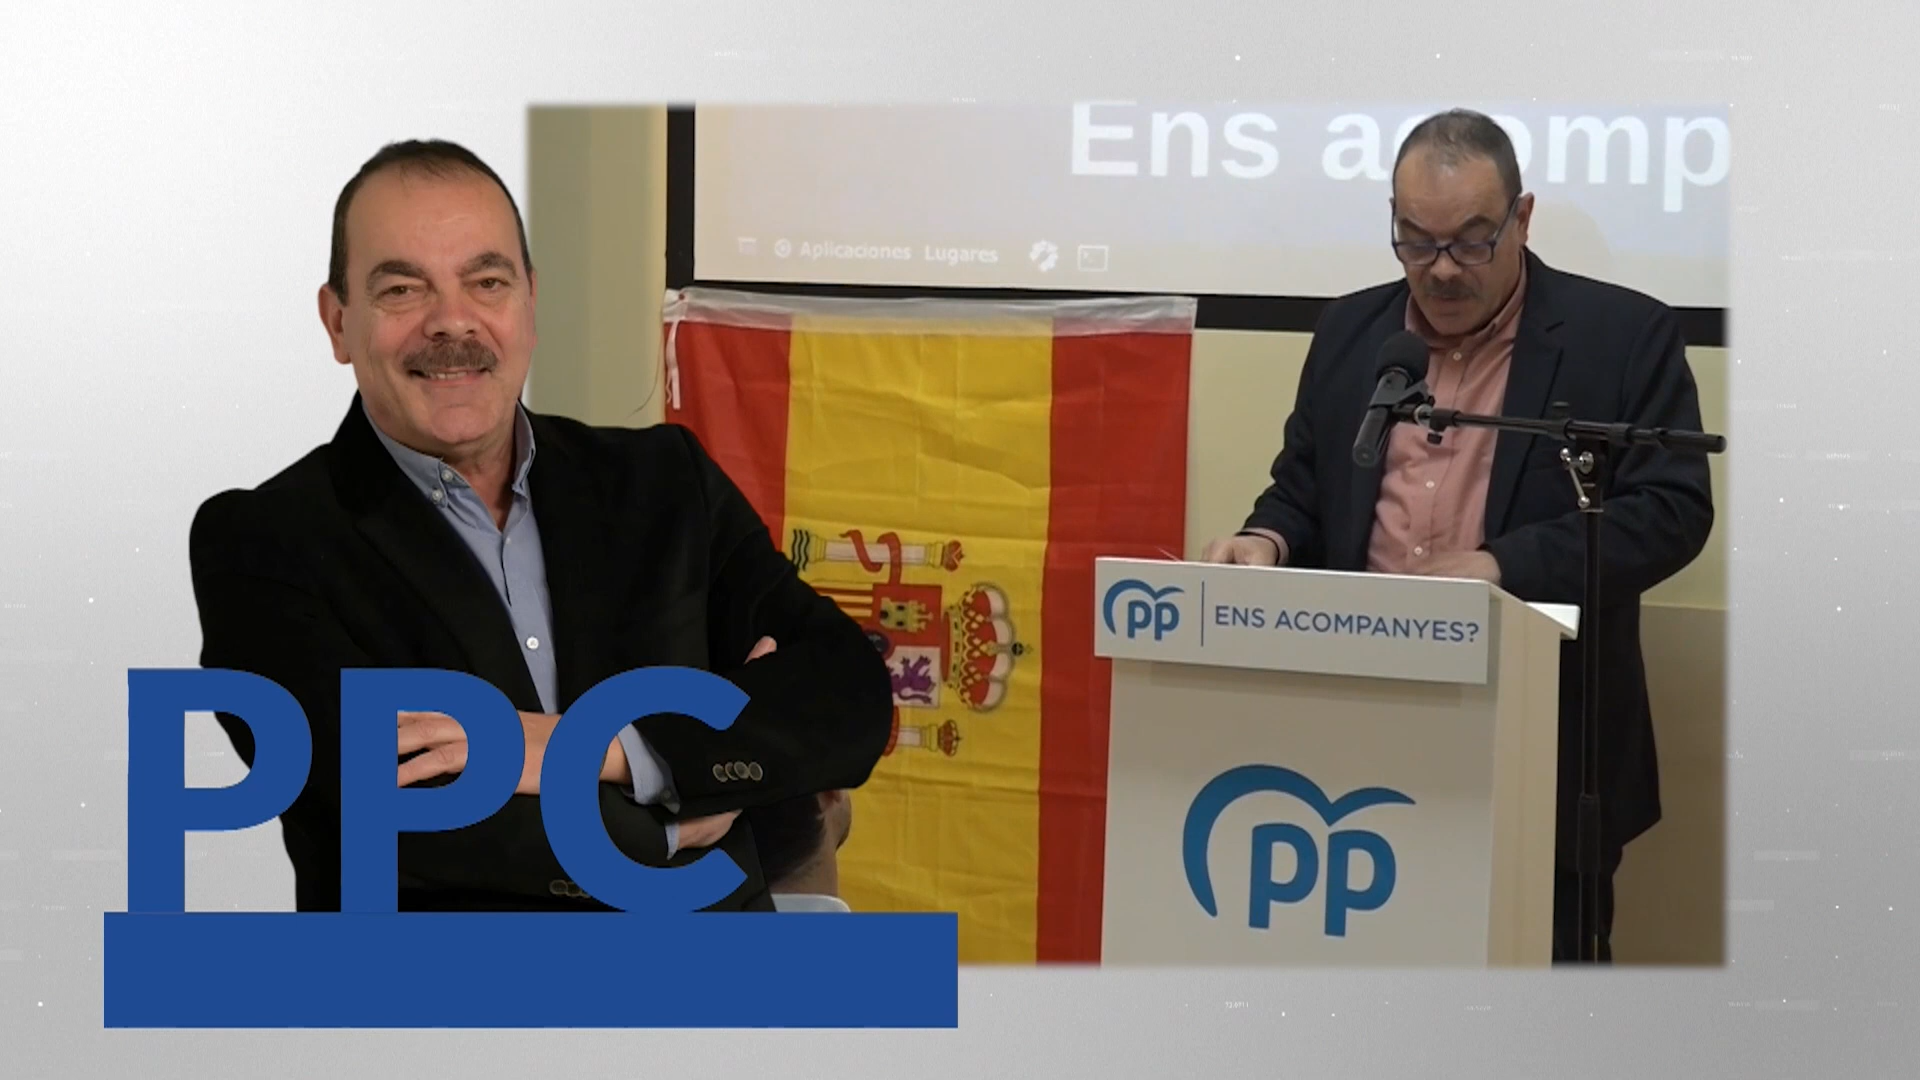 Ens acomp
Aplicaciones Lugares
pp ENS ACOMPANYES?
pp
PPC